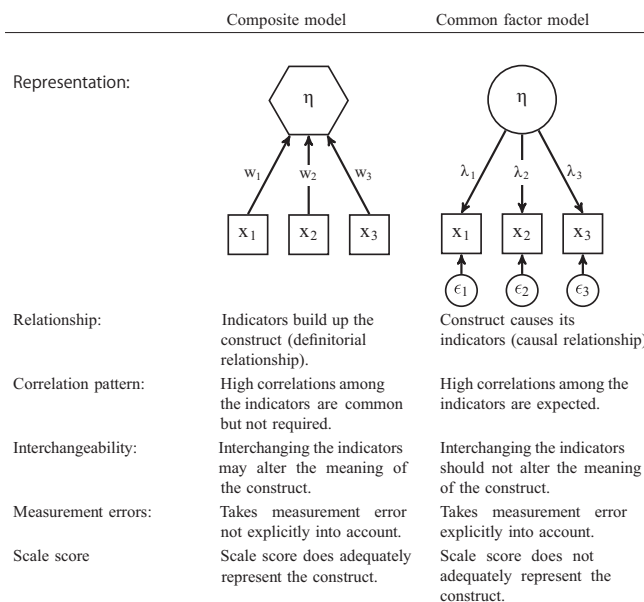 Composite model Common factor model
Representation:
η η
w1 w2 w3 λ1 λ2 λ3
x1 x2 x3 x1 x2 x3
ϵ1 ϵ2 ϵ3
Relationship: Indicators build up the Construct causes its
construct (definitorial indicators (causal relationship)
relationship).
Correlation pattern: High correlations among High correlations among the
the indicators are common indicators are expected.
but not required.
Interchangeability: Interchanging the indicators Interchanging the indicators
may alter the meaning of should not alter the meaning
the construct. of the construct.
Measurement errors: Takes measurement error Takes measurement error
not explicitly into account. explicitly into account.
Scale score Scale score does adequately Scale score does not
represent the construct. adequately represent the
construct.